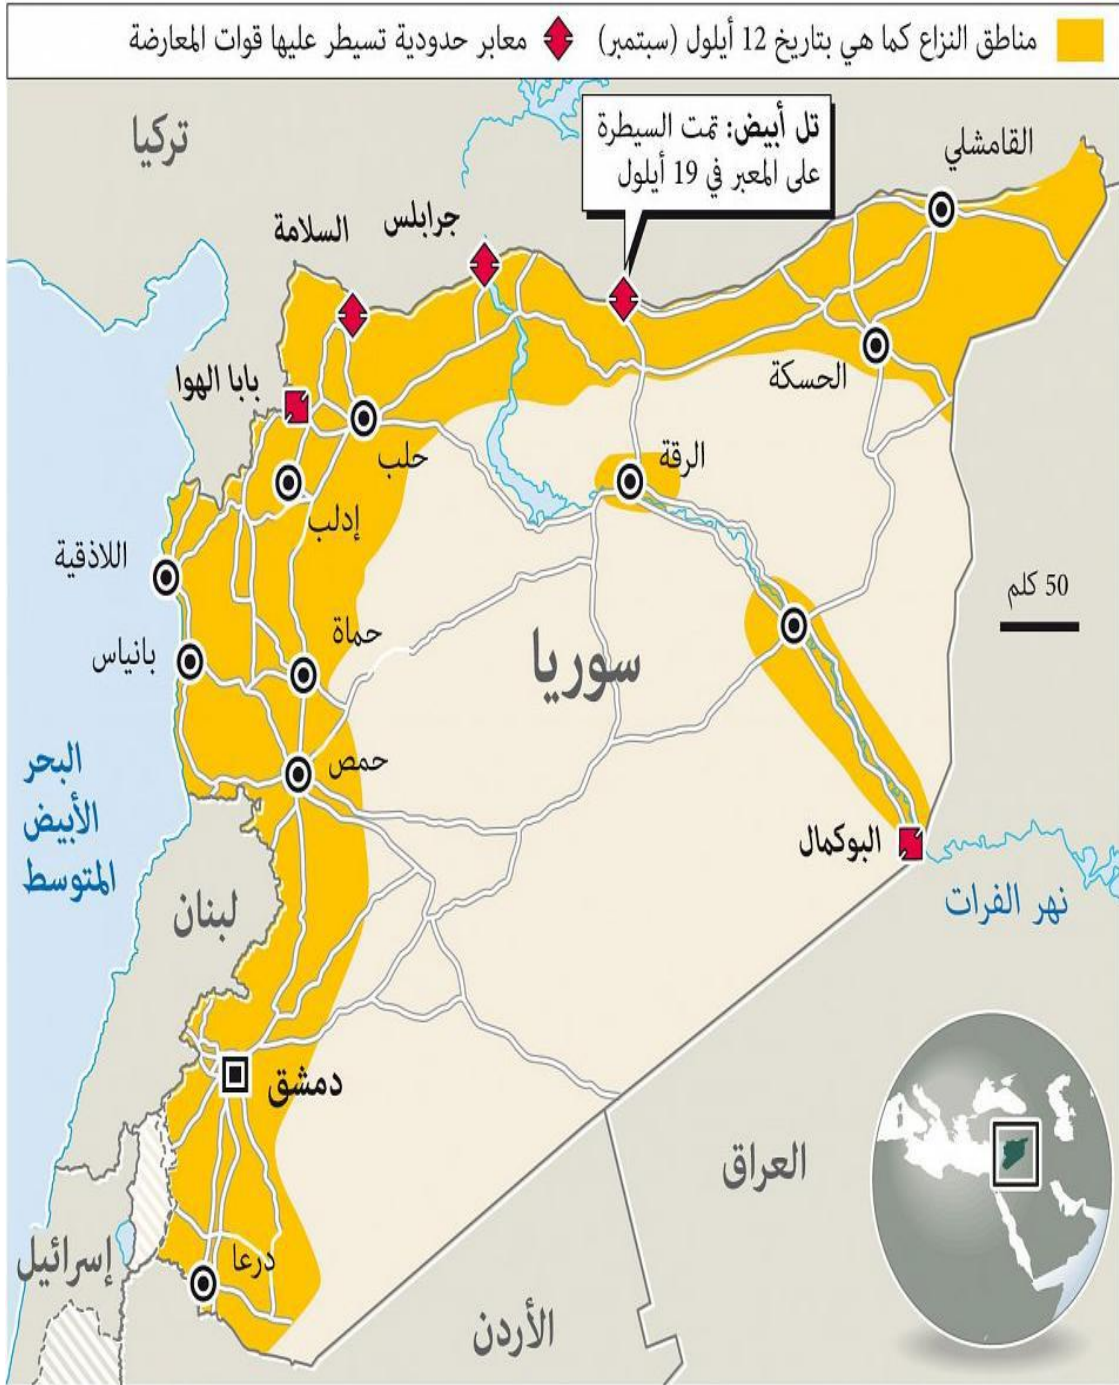 مناطق النزاع كما هي بتاريخ 12 أيلول (سبتمبر)
معابر حدودية تسيطر عليها قوات المعارضة
تركيا
تل أبيض: تمت السيطرة
على المعبر في 19 أيلول
القامشلي
جرابلس
السلامة
بابا الهوا
الحسكة
حلب
الرقة
إدلب
اللاذقية
50 كلم
حماة
بانياس
سوريا
حمص
البحر
الأبيض
المتوسط
البوكمال
نهر الفرات
لبنان
دمشق
العراق
درعا
إسرائيل
الأردن